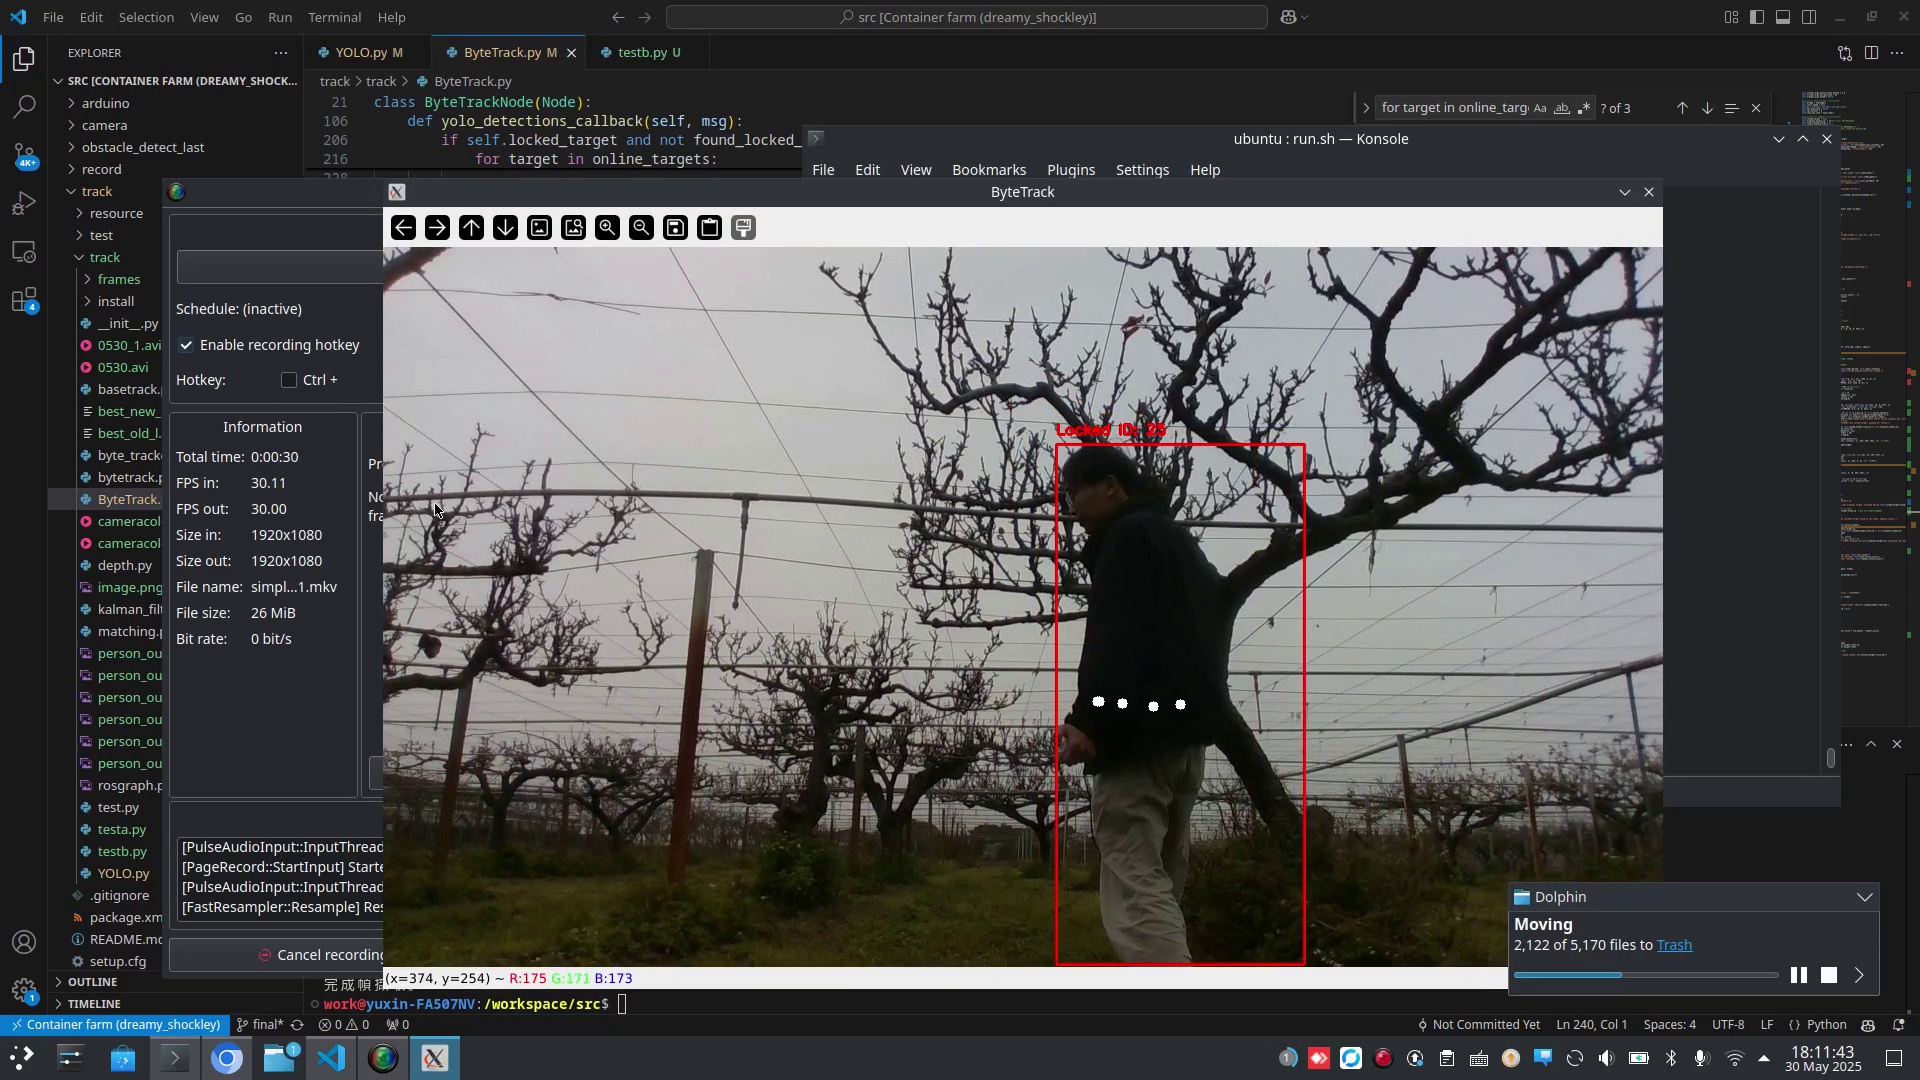 File Edit Selection View Go Run Terminal Help
src [Container farm (dreamy_shockley)]
EXPLORER
YOLO.py M
ByteTrack.py M
testb.py U
SRC [CONTAINER FARM (DREAMY_SHOCK...
track > track > ByteTrack.py
arduino
camera
obstacle_detect_last
record
track
resource
test
track
frames
install
__init__.py
0530_1.avi
0530.avi
basetrack.
best_new_
best_old_l.
byte_track
bytetrack.p
ByteTrack.
cameracol
cameracol
depth.py
image.png
kalman_filt
matching.p
person_ou
person_ou
person_ou
person_ou
person_ou
person_ou
rosgraph.p
test.py
testa.py
testb.py
YOLO.py
.gitignore
package.xm
README.md
setup.cfg
OUTLINE
TIMELINE
21 class ByteTrackNode(Node):
106 def yolo_detections_callback(self, msg):
206 if self.locked_target and not found_locked_
216 for target in online_targets:
for target in online_targ
Aa ab .*
? of 3
ubuntu : run.sh — Konsole
File Edit View Bookmarks Plugins Settings Help
ByteTrack
Schedule: (inactive)
Enable recording hotkey
Hotkey: Ctrl +
Information
Total time: 0:00:30
FPS in: 30.11
FPS out: 30.00
Size in: 1920x1080
Size out: 1920x1080
File name: simpl...1.mkv
File size: 26 MiB
Bit rate: 0 bit/s
Pr
No
fra
[PulseAudioInput::InputThread
[PageRecord::StartInput] Starte
[PulseAudioInput::InputThread
[FastResampler::Resample] Res
Cancel recording
Locked ID: 25
(x=374, y=254) ~ R:175 G:171 B:173
work@yuxin-FA507NV:/workspace/src$
Dolphin
Moving
2,122 of 5,170 files to Trash
4K+
4
1
Container farm (dreamy_shockley) final* 0 0 0
Not Committed Yet Ln 240, Col 1 Spaces: 4 UTF-8 LF {} Python
1
1
18:11:43
30 May 2025